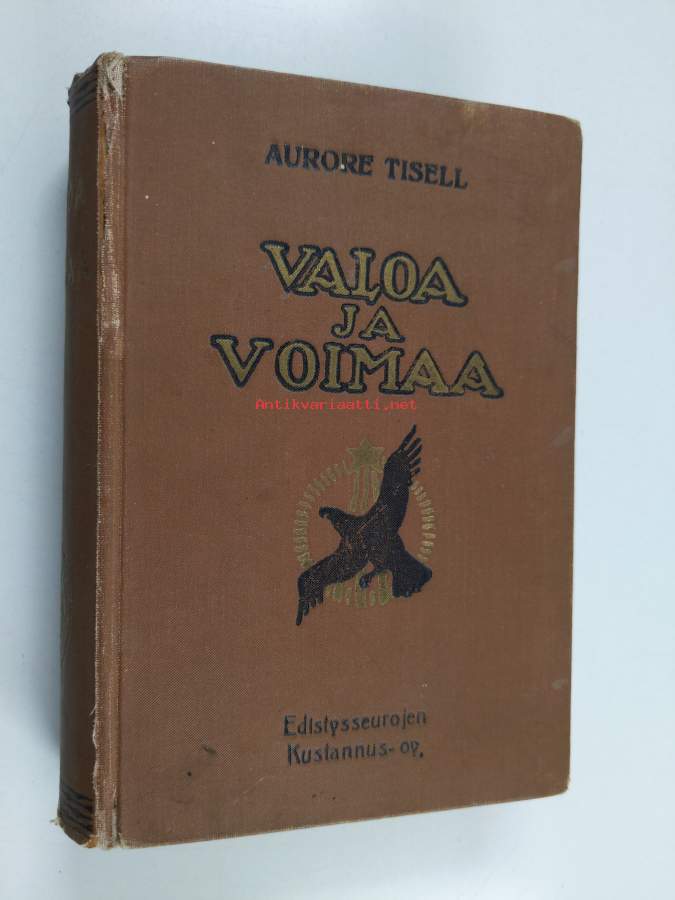 AURORE TISELL
VALOA
JA
VOIMAA
Antikvariaatti.net
Edistysseurojen
Kustannus-oy.